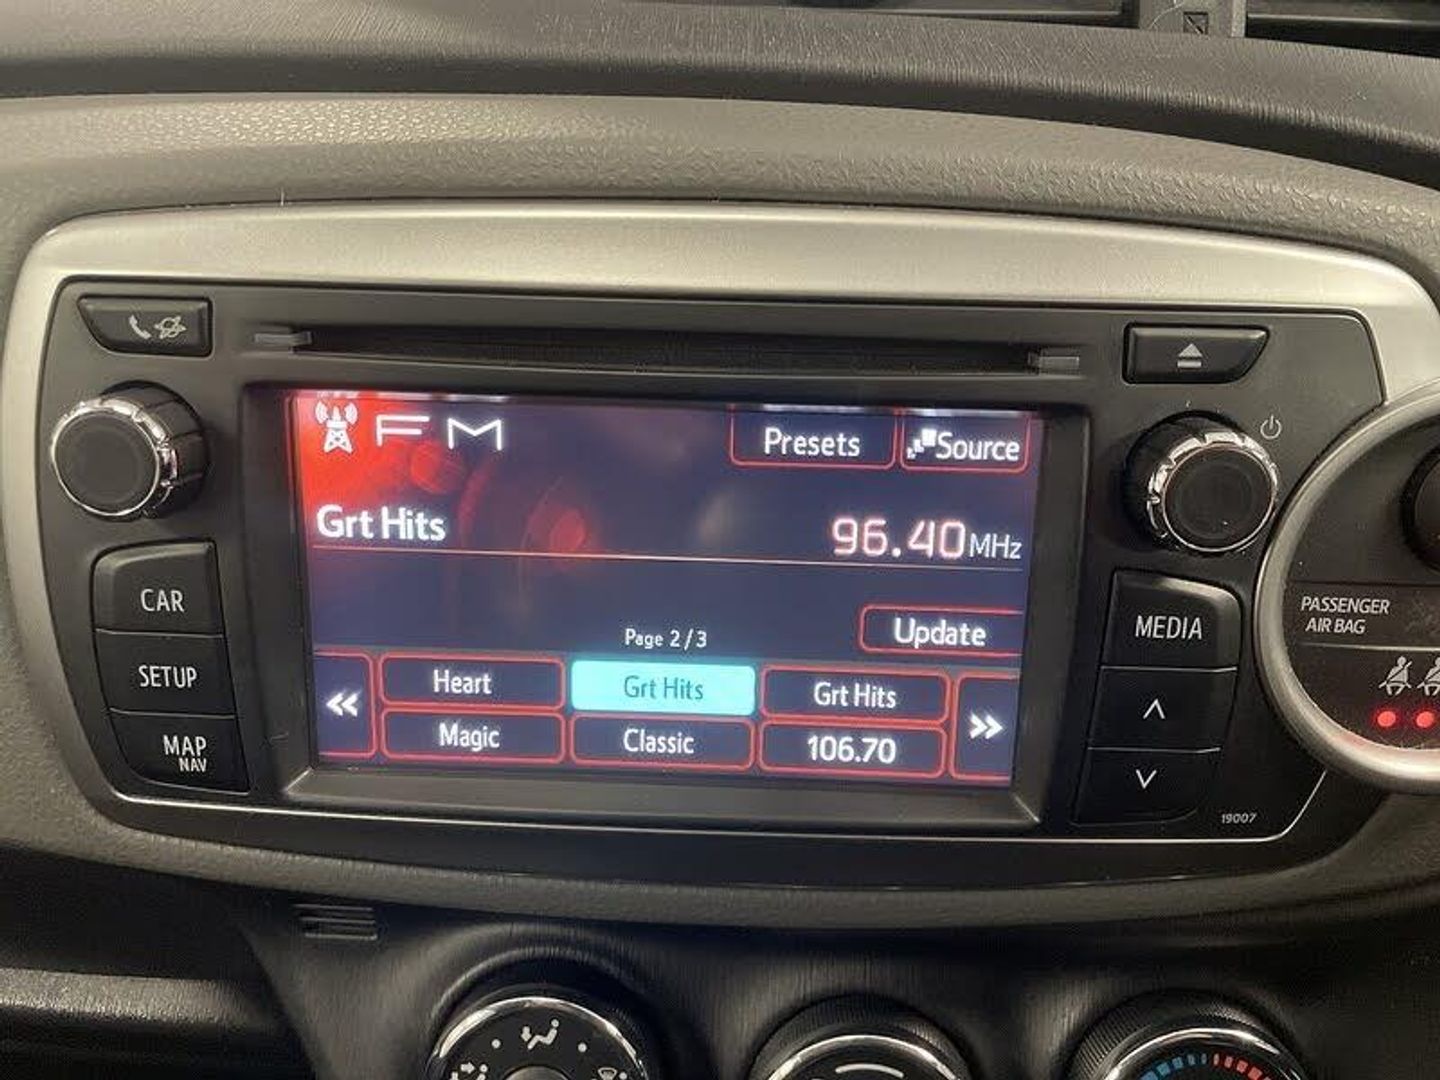 FM
Presets
Source
Grt Hits
96.40MHz
Update
Page 2/3
Heart
Grt Hits
Grt Hits
Magic
Classic
106.70
CAR
SETUP
MAP
NAV
MEDIA
19007
PASSENGER
AIR BAG